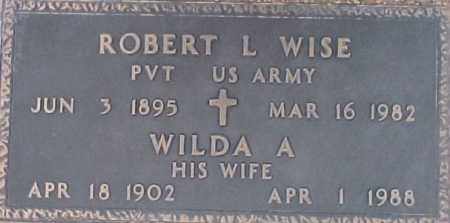 ROBERT L WISE
PVT US ARMY
JUN 3 1895 MAR 16 1982
WILDA A
HIS WIFE
APR 18 1902 APR 1 1988